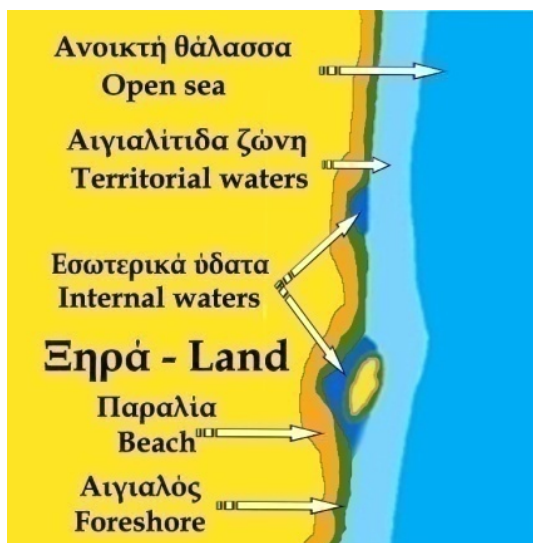 Ανοικτή θάλασσα
Open sea
Αιγιαλίτιδα ζώνη
Territorial waters
Εσωτερικά ύδατα
Internal waters
Ξηρά - Land
Παραλία
Beach
Αιγιαλός
Foreshore